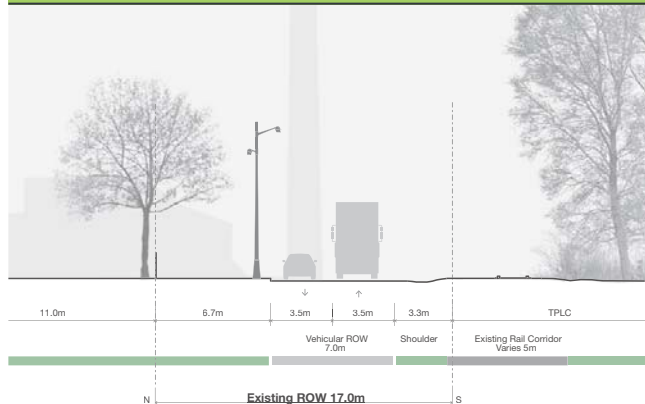 11.0m 6.7m 3.5m 3.5m 3.3m TPLC
Vehicular ROW Shoulder Existing Rail Corridor
7.0m Varies 5m
N Existing ROW 17.0m S